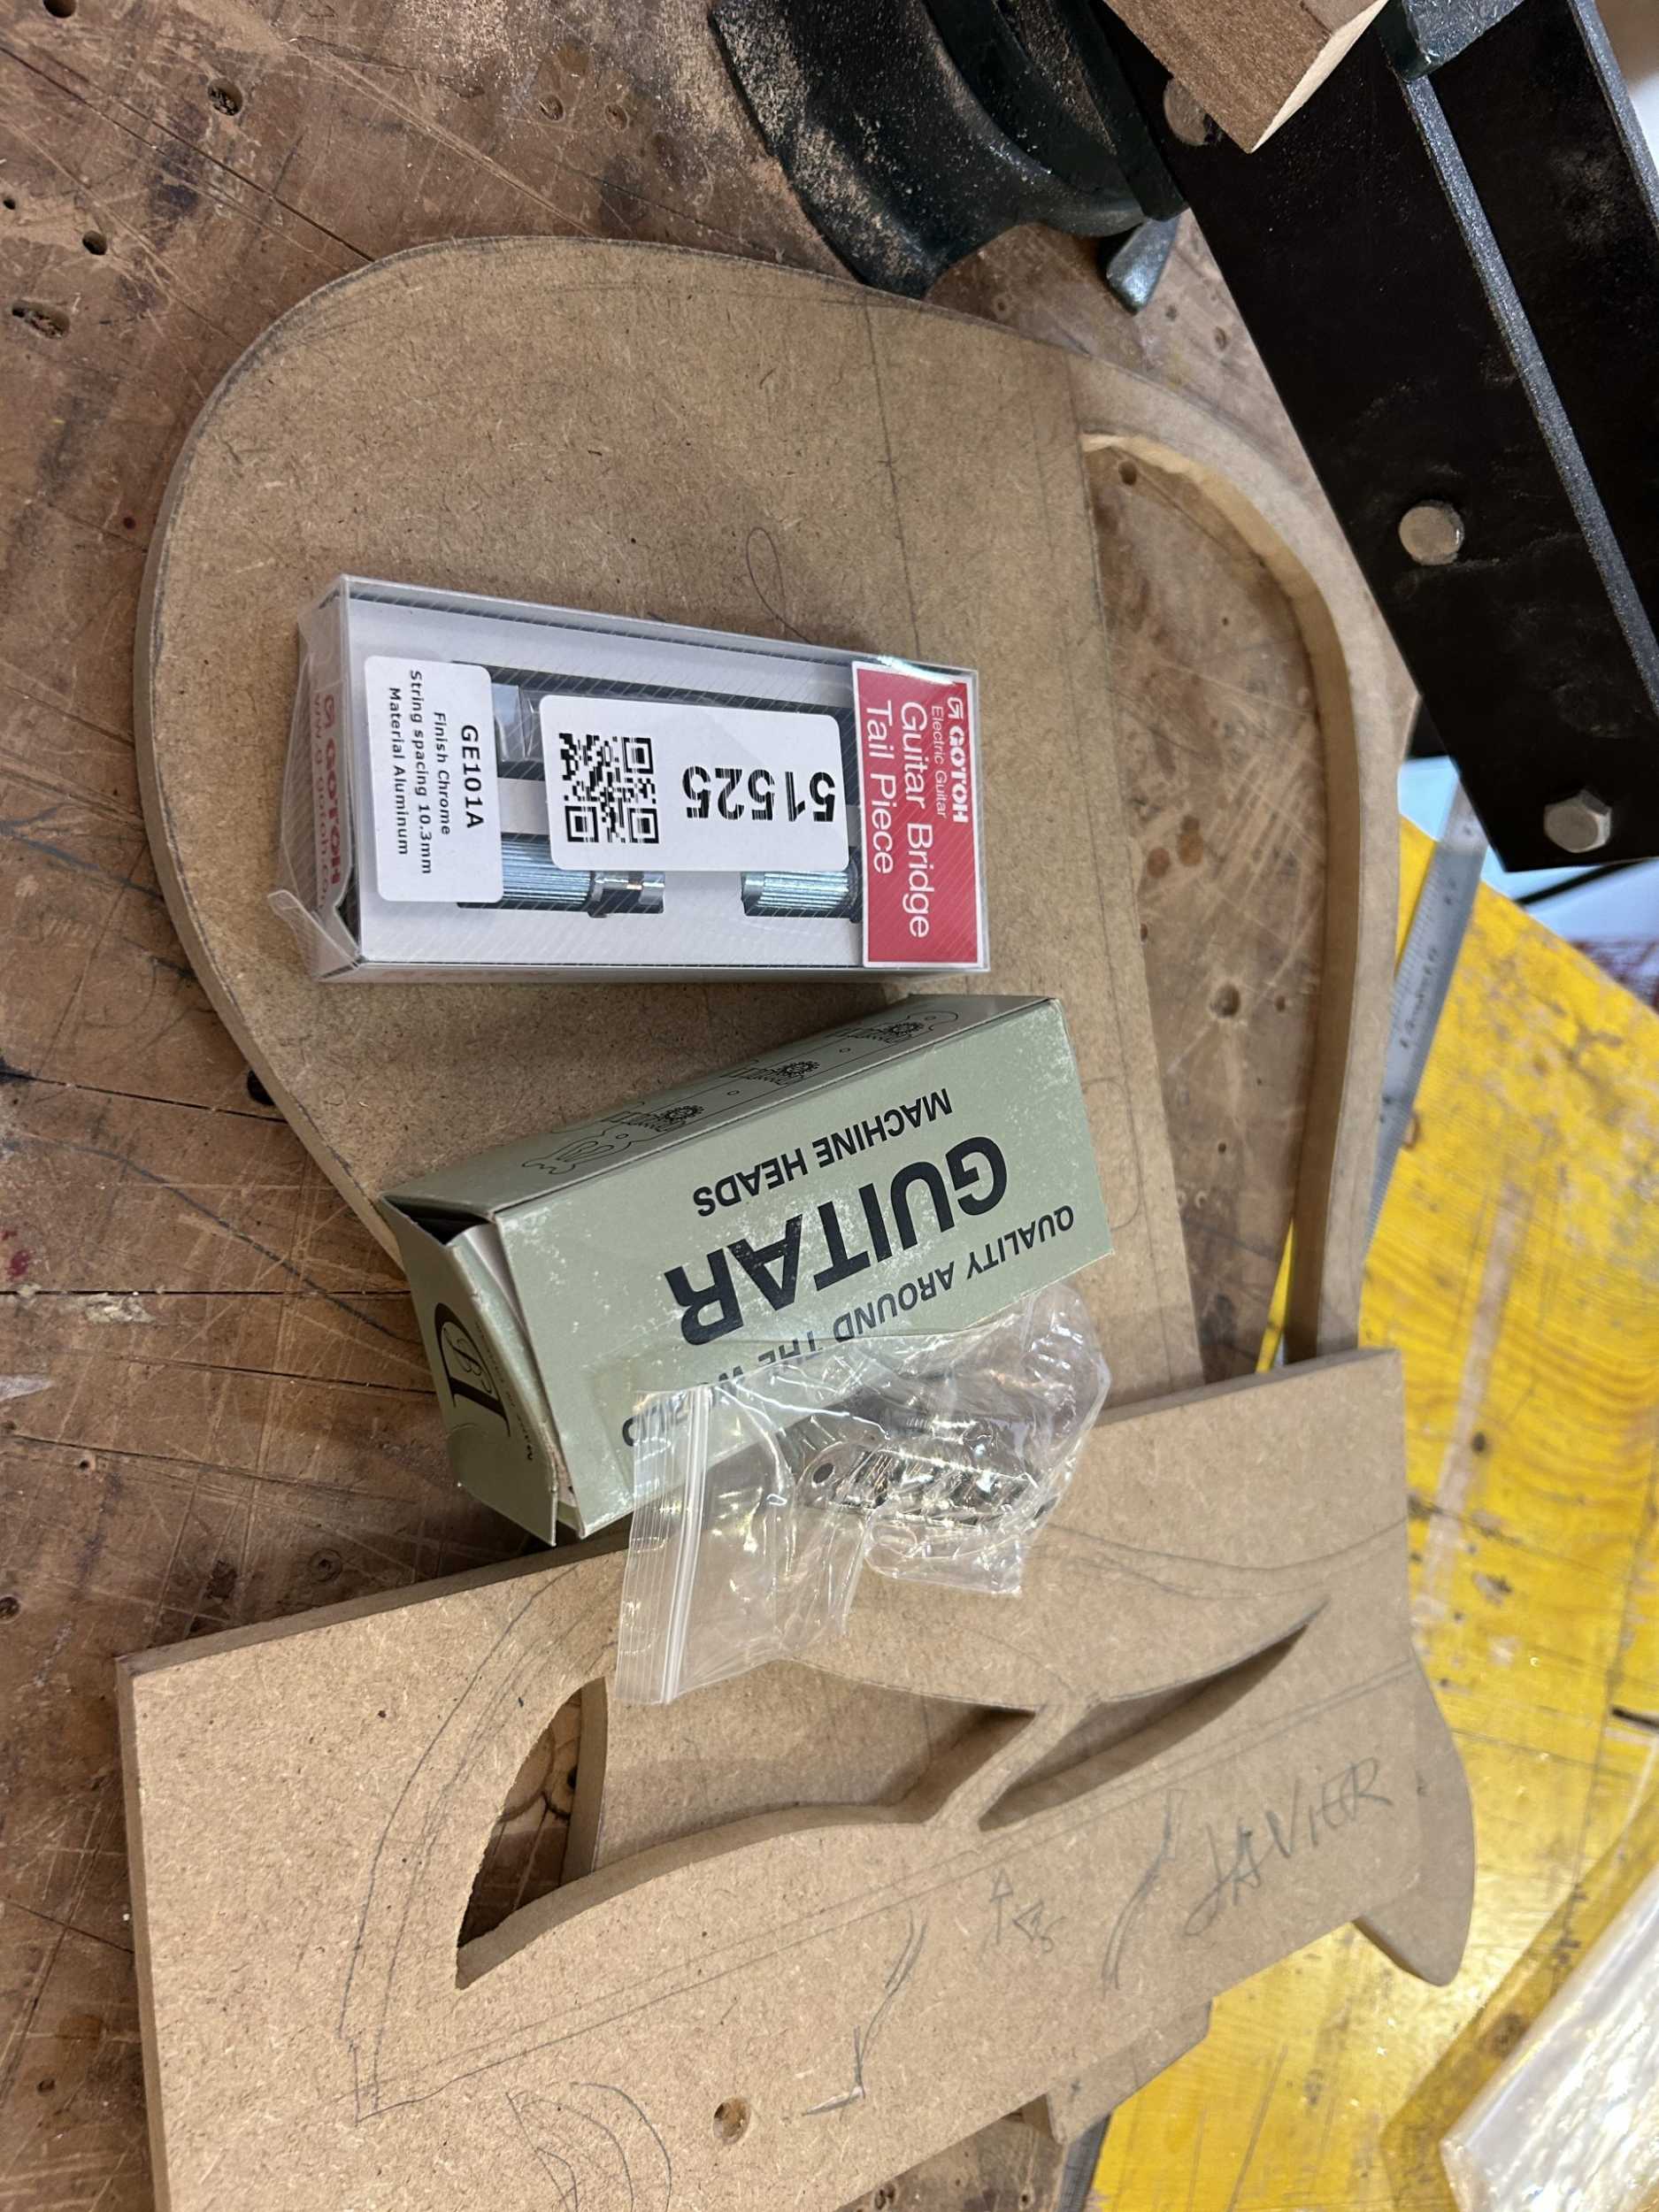 GOTOH
Electric Guitar
Guitar Bridge
Tail Piece
51525
GE101A
Finish Chrome
String spacing 10.3mm
Material Aluminum
GOTOH
QUALITY AROUND THE WORLD
GUITAR
MACHINE HEADS
JAVIER